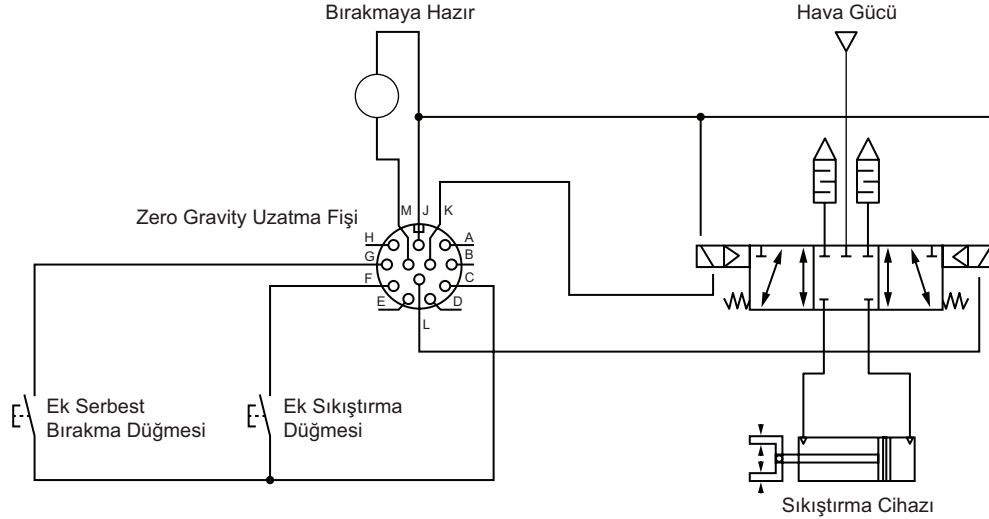 Bırakmaya Hazır
Hava Gücü
Zero Gravity Uzatma Fişi
M
J
K
H
A
G
B
F
C
E
D
L
Ek Serbest
Bırakma Düğmesi
Ek Sıkıştırma
Düğmesi
Sıkıştırma Cihazı